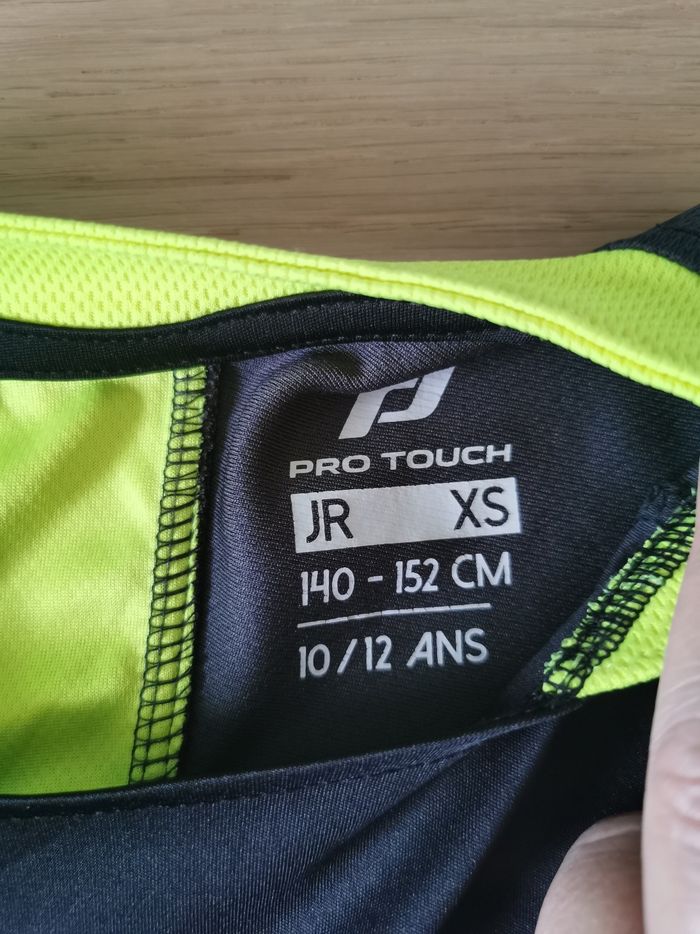 PRO TOUCH
JR XS
140 - 152 CM
10 / 12 ANS